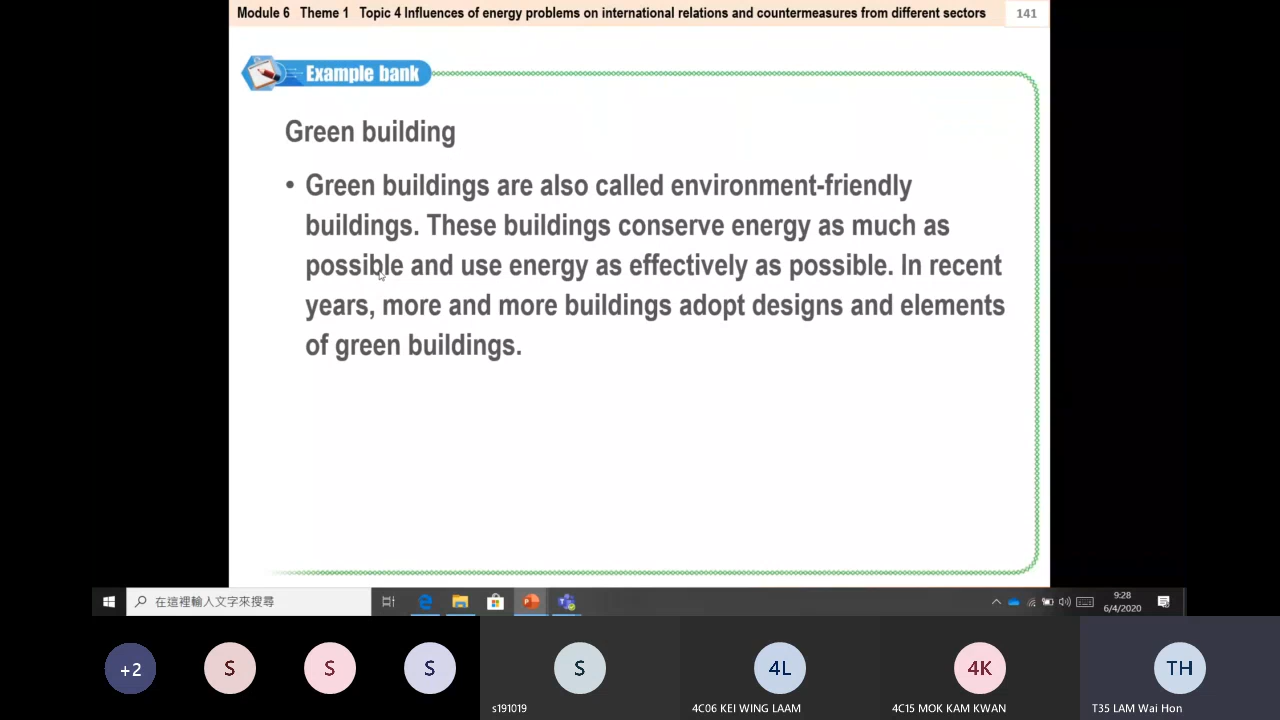 Module 6 Theme 1 Topic 4 Influences of energy problems on international relations and countermeasures from different sectors 141
Example bank
Green building
• Green buildings are also called environment-friendly
buildings. These buildings conserve energy as much as
possible and use energy as effectively as possible. In recent
years, more and more buildings adopt designs and elements
of green buildings.
在這裡輸入文字來搜尋
9:28
6/4/2020
+2 S S S S 4L 4K TH
s191019 4C06 KEI WING LAAM 4C15 MOK KAM KWAN T35 LAM Wai Hon